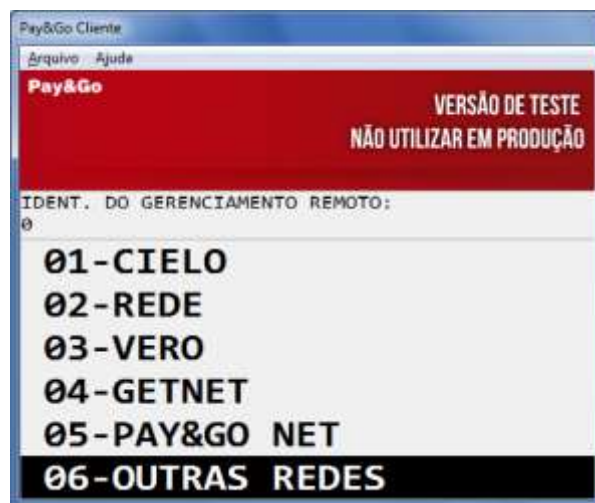 Pay&Go Cliente
Arquivo Ajuda
Pay&Go
VERSÃO DE TESTE
NÃO UTILIZAR EM PRODUÇÃO
IDENT. DO GERENCIAMENTO REMOTO:
0
01-CIELO
02-REDE
03-VERO
04-GETNET
05-PAY&GO NET
06-OUTRAS REDES